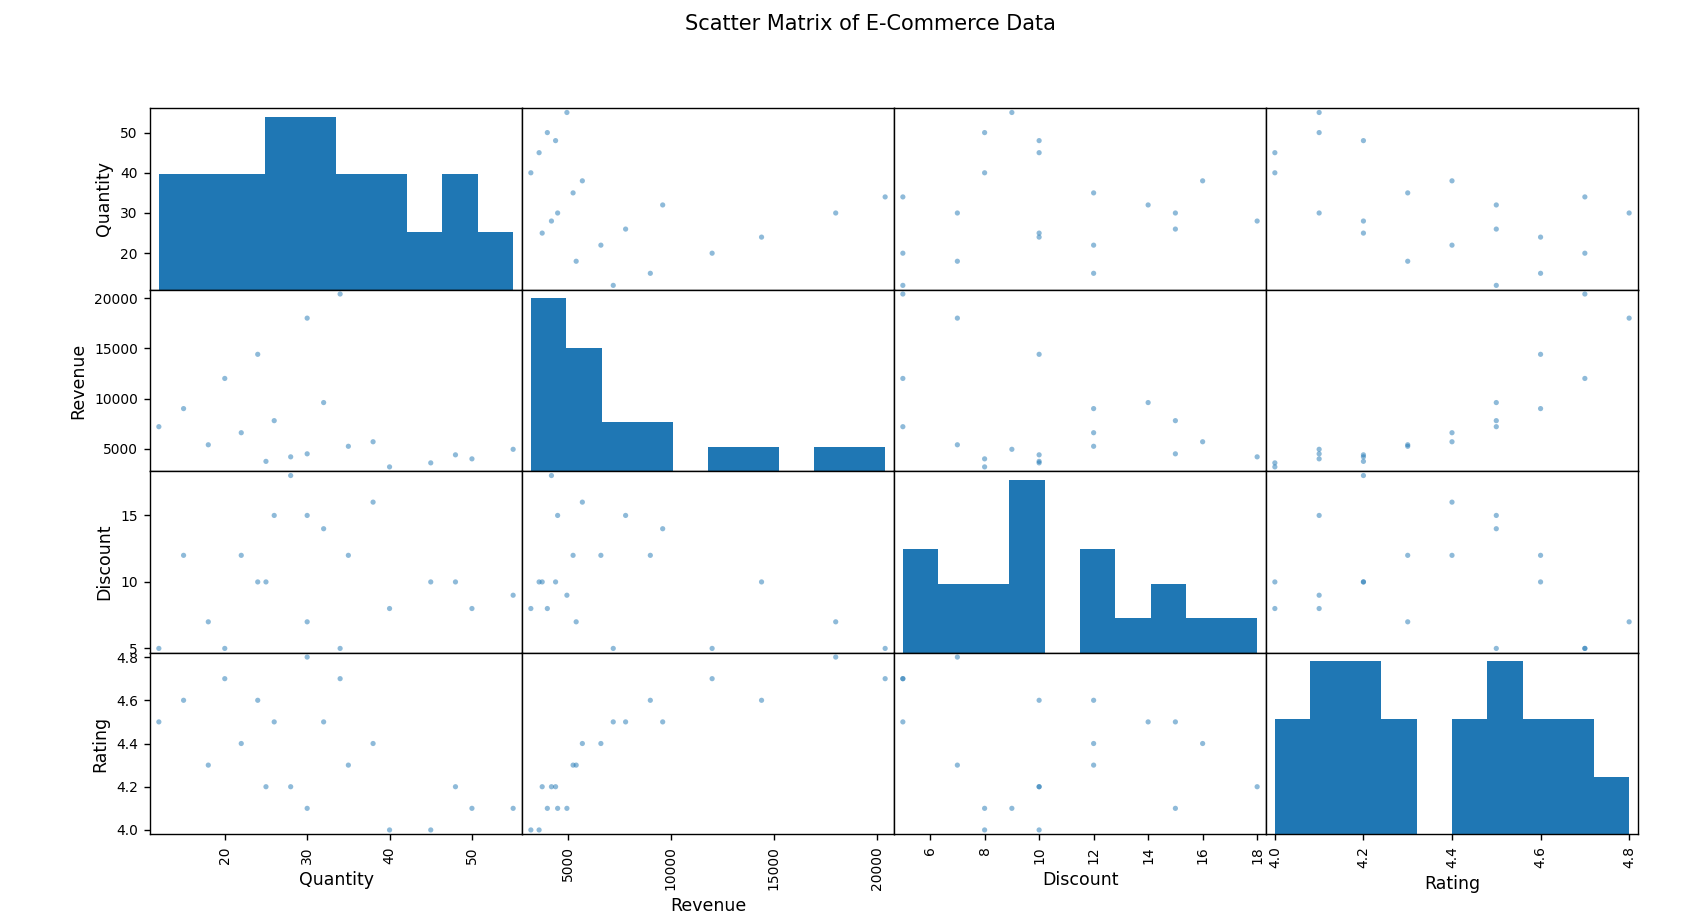 Scatter Matrix of E-Commerce Data
Quantity
50
40
30
20
Revenue
20000
15000
10000
5000
Discount
15
10
5
Rating
4.8
4.6
4.4
4.2
4.0
20 30 40 50
5000 10000 15000 20000
6 8 10 12 14 16 18
4.0 4.2 4.4 4.6 4.8
Quantity
Revenue
Discount
Rating